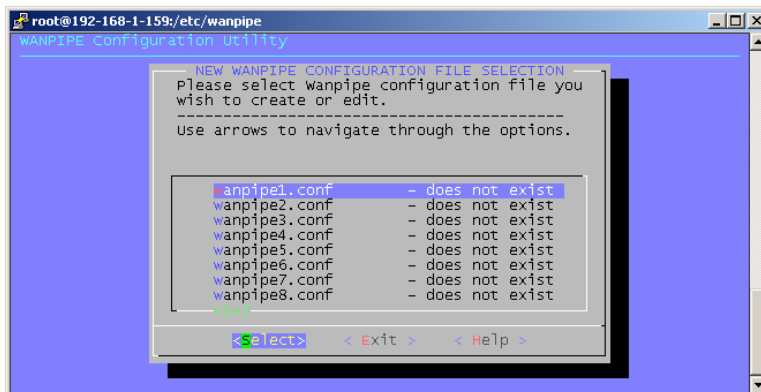 root@192-168-1-159:/etc/wanpipe
WANPIPE Configuration Utility
NEW WANPIPE CONFIGURATION FILE SELECTION
Please select Wanpipe configuration file you
wish to create or edit.
--------------------------------------------
Use arrows to navigate through the options.
wanpipe1.conf - does not exist
wanpipe2.conf - does not exist
wanpipe3.conf - does not exist
wanpipe4.conf - does not exist
wanpipe5.conf - does not exist
wanpipe6.conf - does not exist
wanpipe7.conf - does not exist
wanpipe8.conf - does not exist
v(+)
<Select> < Exit > < Help >